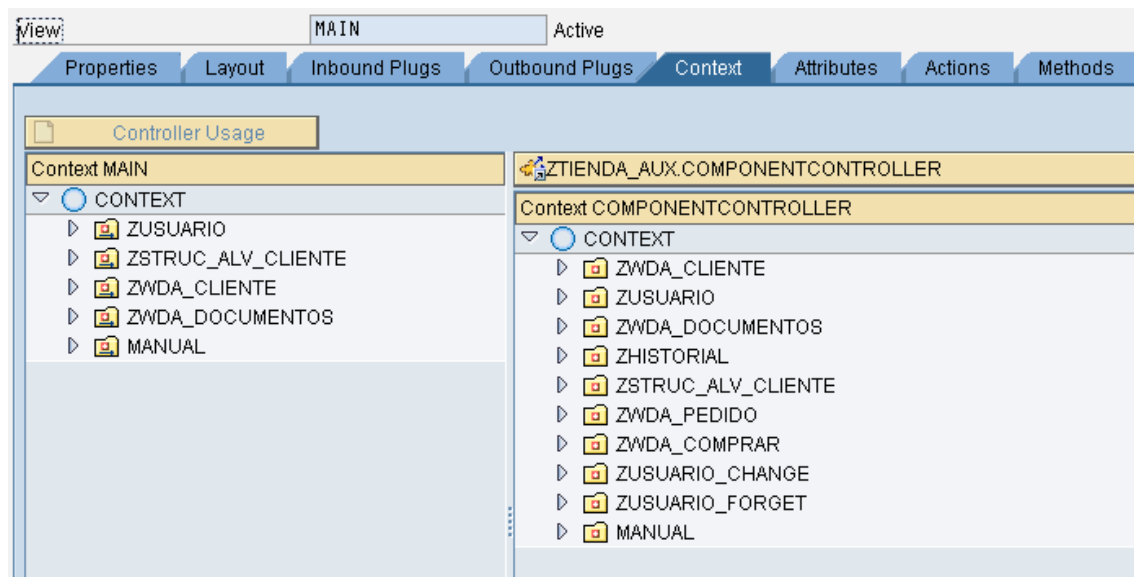 View MAIN Active
Properties Layout Inbound Plugs Outbound Plugs Context Attributes Actions Methods
Controller Usage
Context MAIN
CONTEXT
ZUSUARIO
ZSTRUC_ALV_CLIENTE
ZWDA_CLIENTE
ZWDA_DOCUMENTOS
MANUAL
ZTIENDA_AUX.COMPONENTCONTROLLER
Context COMPONENTCONTROLLER
CONTEXT
ZWDA_CLIENTE
ZUSUARIO
ZWDA_DOCUMENTOS
ZHISTORIAL
ZSTRUC_ALV_CLIENTE
ZWDA_PEDIDO
ZWDA_COMPRAR
ZUSUARIO_CHANGE
ZUSUARIO_FORGET
MANUAL